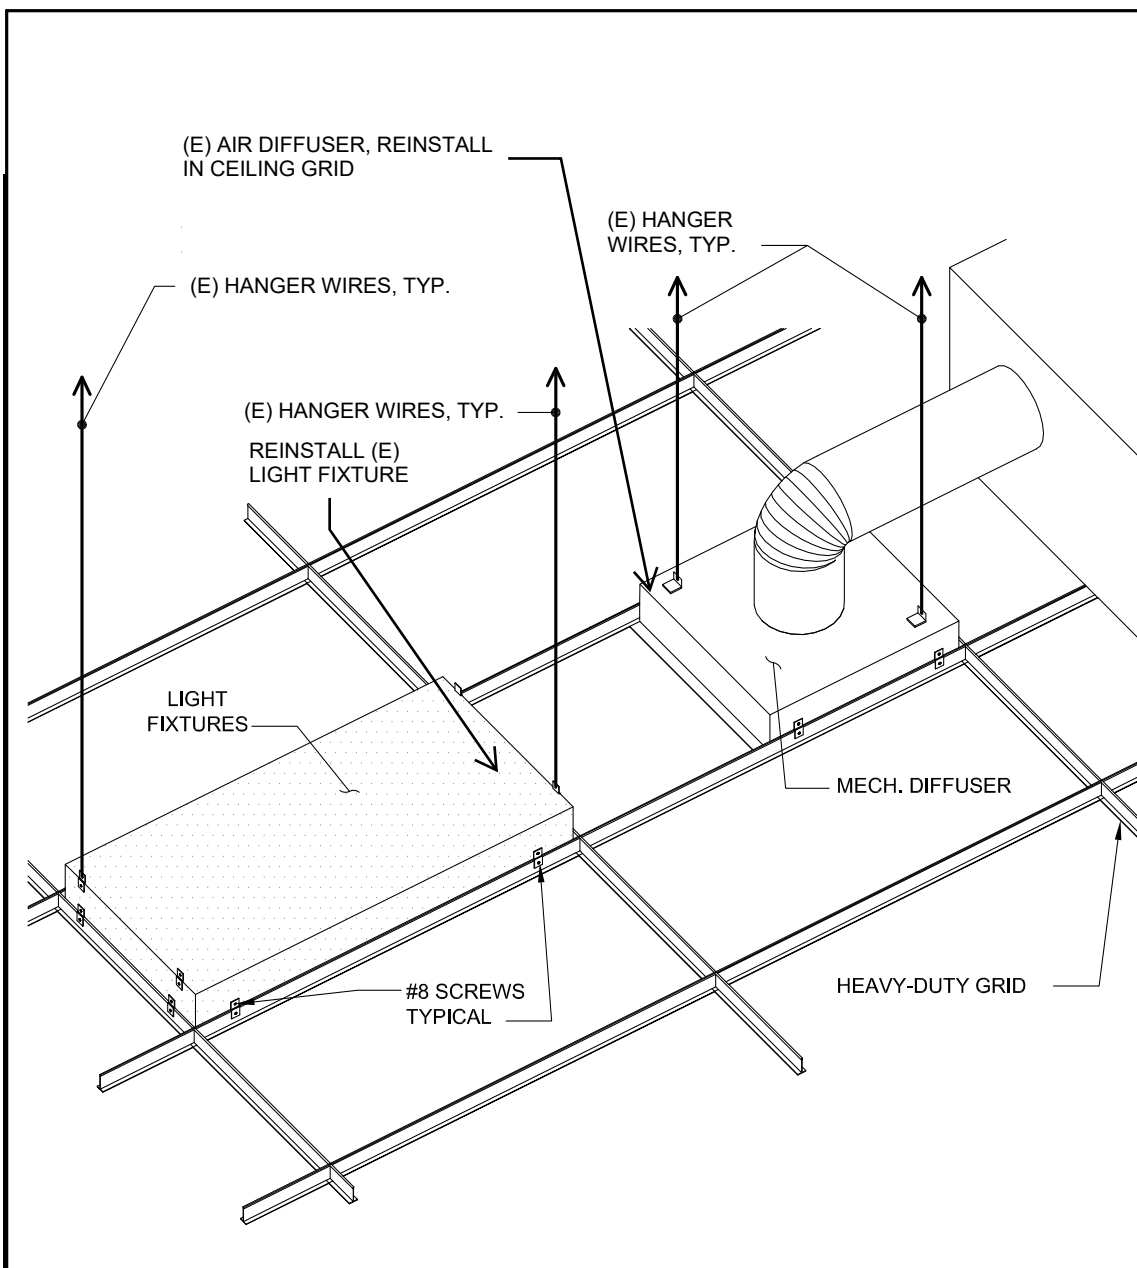 (E) AIR DIFFUSER, REINSTALL
IN CEILING GRID
(E) HANGER
WIRES, TYP.
(E) HANGER WIRES, TYP.
(E) HANGER WIRES, TYP.
REINSTALL (E)
LIGHT FIXTURE
LIGHT
FIXTURES
MECH. DIFFUSER
#8 SCREWS
TYPICAL
HEAVY-DUTY GRID